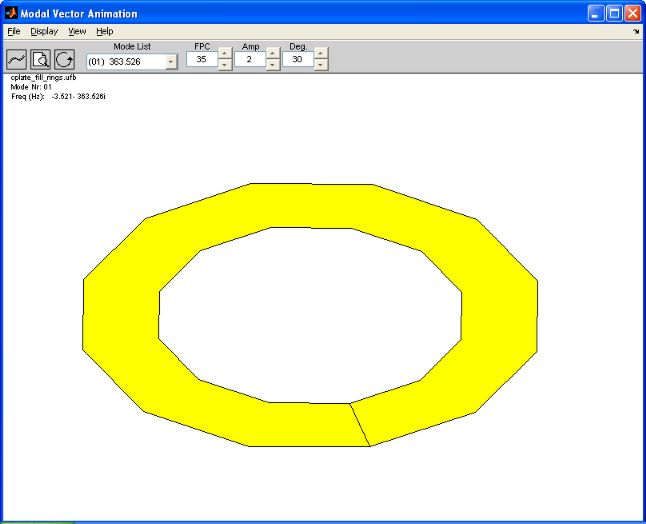 Modal Vector Animation
File Display View Help
Mode List FPC Amp Deg.
(01) 363.526 35 2 30
cplate_fill_rings.ufb
Mode Nr: 01
Freq (Hz): -3.521- 363.526i